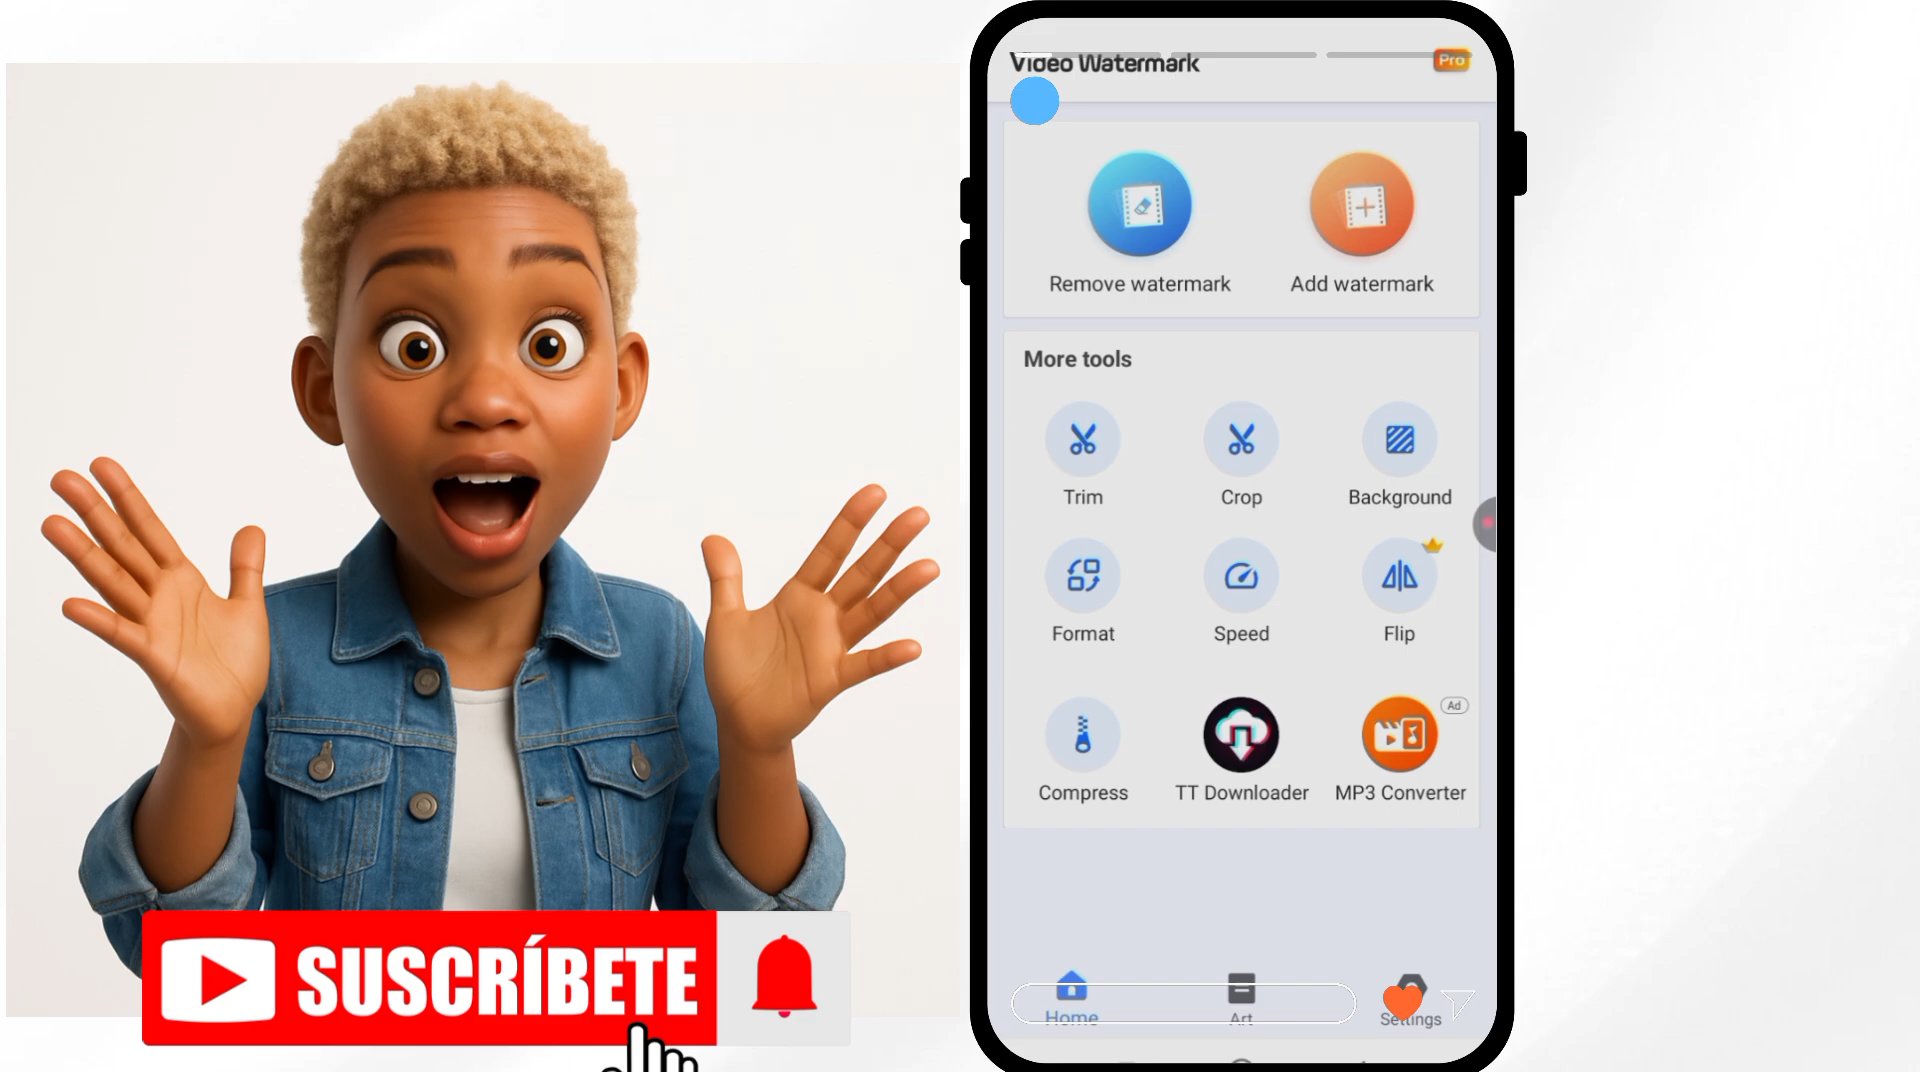 Video Watermark
Pro
Remove watermark
Add watermark
More tools
Trim
Crop
Background
Format
Speed
Flip
Ad
Compress
TT Downloader
MP3 Converter
Home
Art
Settings
SUSCRÍBETE